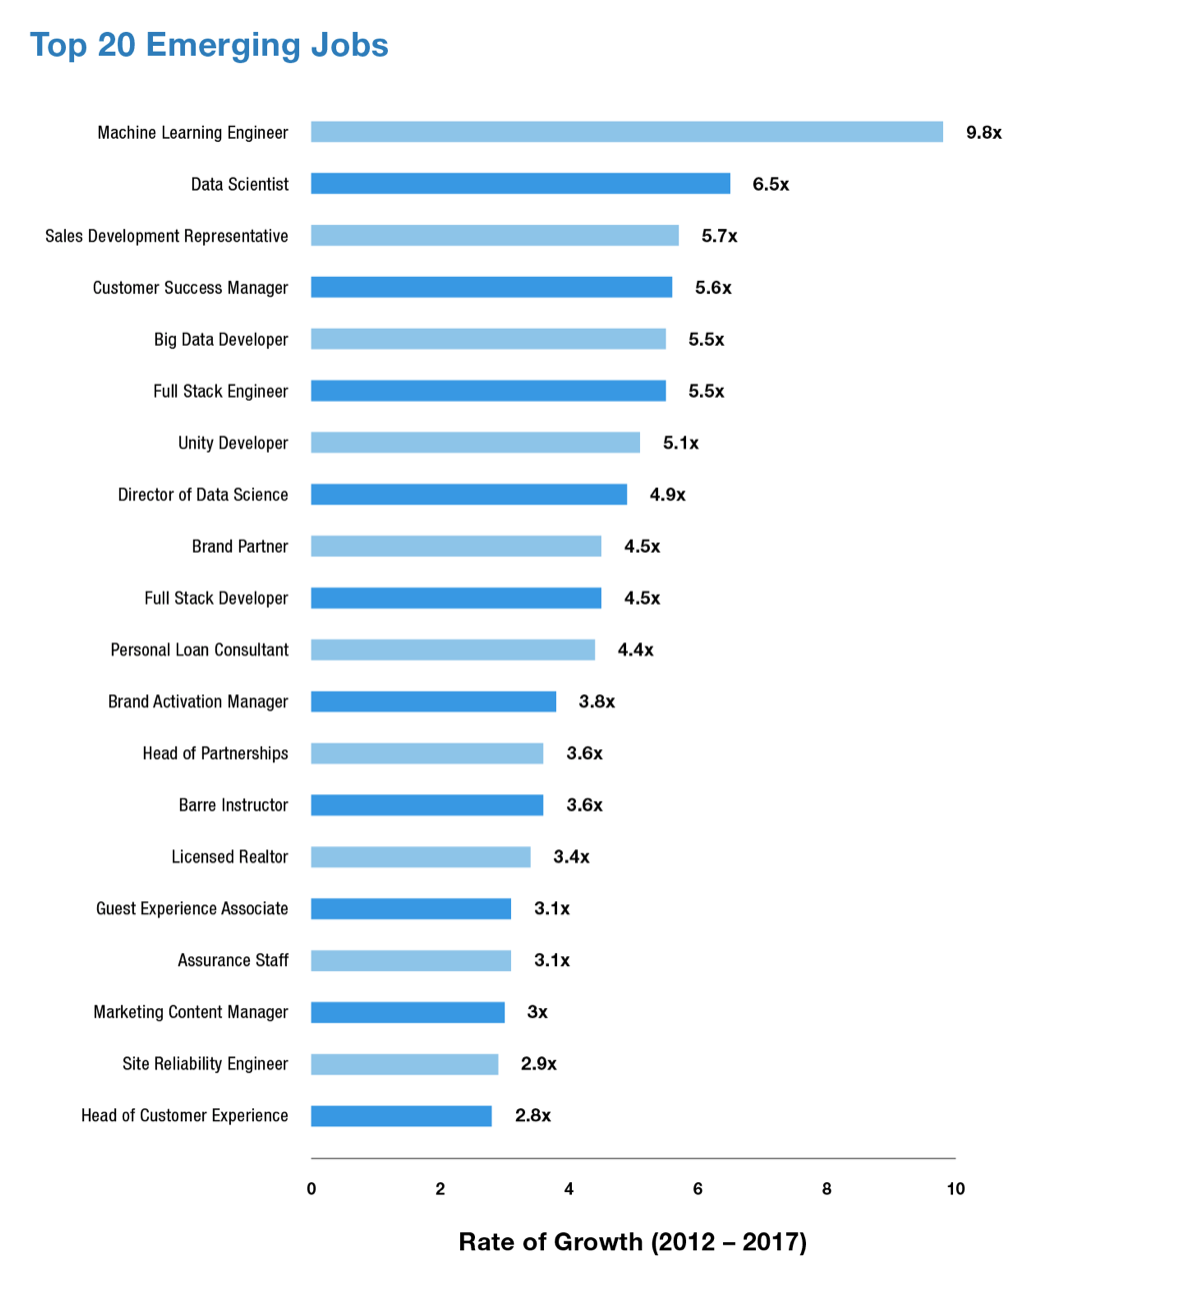 Top 20 Emerging Jobs
Machine Learning Engineer 9.8x
Data Scientist 6.5x
Sales Development Representative 5.7x
Customer Success Manager 5.6x
Big Data Developer 5.5x
Full Stack Engineer 5.5x
Unity Developer 5.1x
Director of Data Science 4.9x
Brand Partner 4.5x
Full Stack Developer 4.5x
Personal Loan Consultant 4.4x
Brand Activation Manager 3.8x
Head of Partnerships 3.6x
Barre Instructor 3.6x
Licensed Realtor 3.4x
Guest Experience Associate 3.1x
Assurance Staff 3.1x
Marketing Content Manager 3x
Site Reliability Engineer 2.9x
Head of Customer Experience 2.8x
0 2 4 6 8 10
Rate of Growth (2012 – 2017)